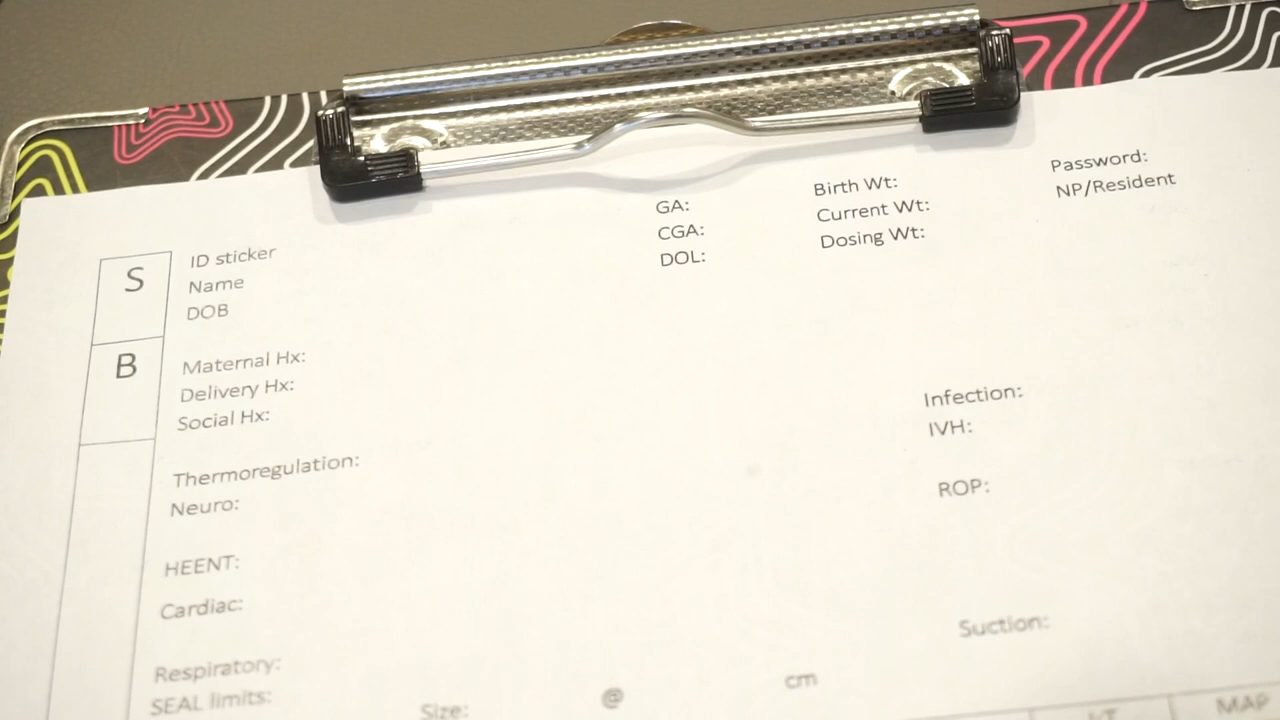 Password:
NP/Resident
Birth Wt:
Current Wt:
Dosing Wt:
GA:
CGA:
DOL:
S
ID sticker
Name
DOB
B
Maternal Hx:
Delivery Hx:
Social Hx:
Infection:
IVH:
Thermoregulation:
Neuro:
ROP:
HEENT:
Cardiac:
Suction:
Respiratory:
SEAL limits:
Size: @ cm
MAP